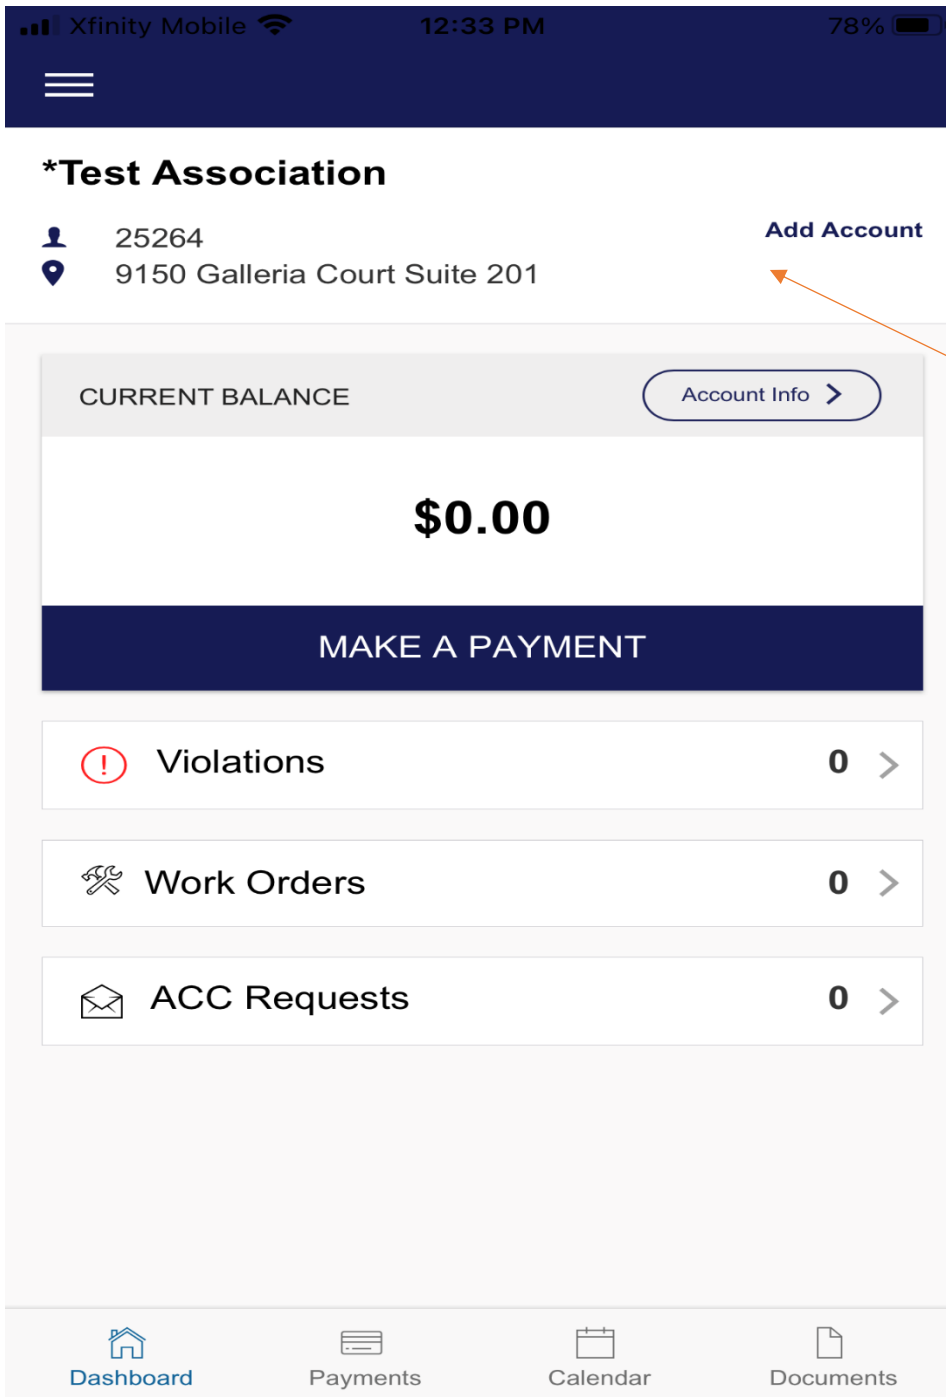 Xfinity Mobile 12:33 PM 78%
*Test Association
25264
Add Account
9150 Galleria Court Suite 201
CURRENT BALANCE
Account Info
$0.00
MAKE A PAYMENT
Violations 0
Work Orders 0
ACC Requests 0
Dashboard Payments Calendar Documents